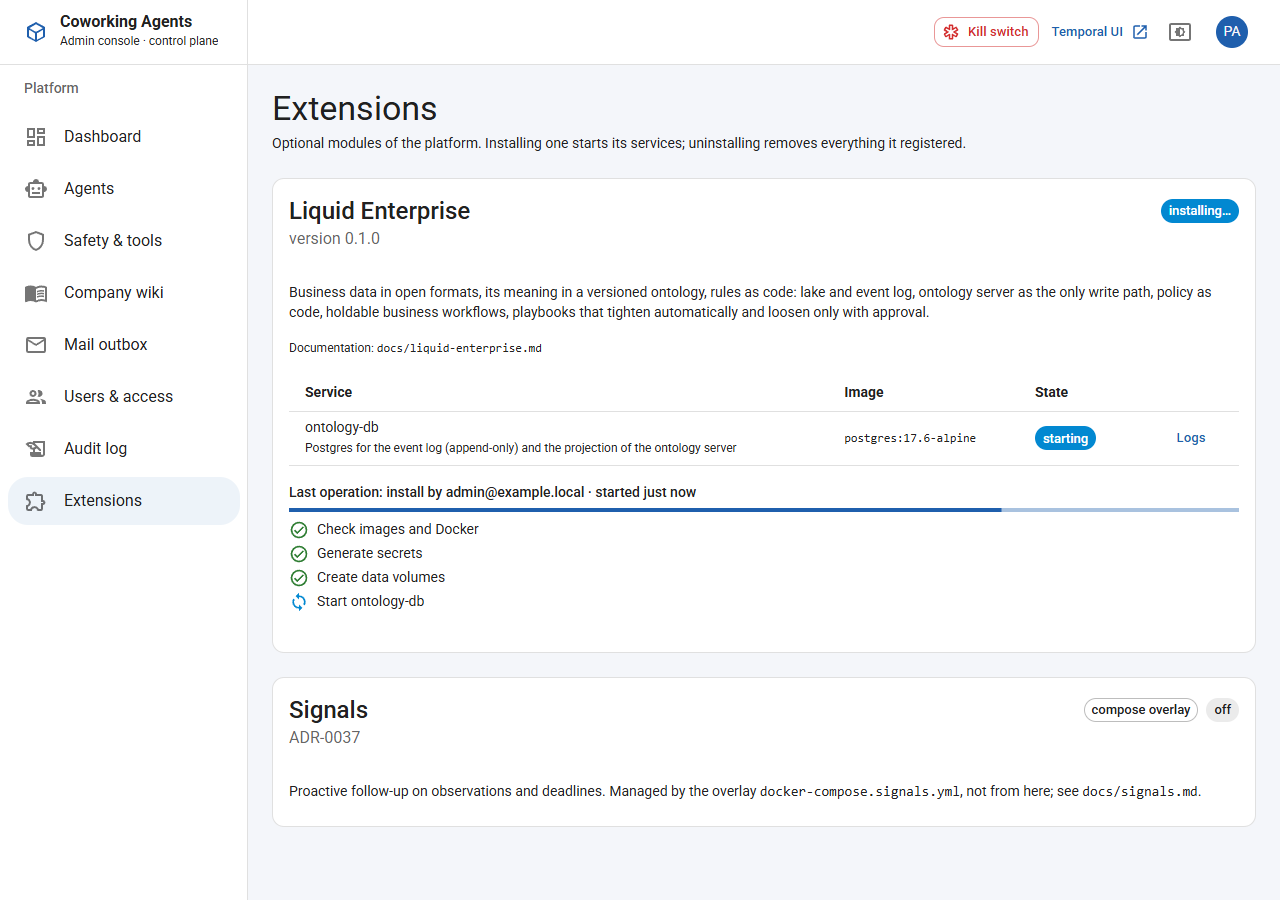 Coworking Agents
Admin console · control plane
Kill switch
Temporal UI
PA
Platform
Dashboard
Agents
Safety & tools
Company wiki
Mail outbox
Users & access
Audit log
Extensions
Extensions
Optional modules of the platform. Installing one starts its services; uninstalling removes everything it registered.
Liquid Enterprise
installing…
version 0.1.0
Business data in open formats, its meaning in a versioned ontology, rules as code: lake and event log, ontology server as the only write path, policy as
code, holdable business workflows, playbooks that tighten automatically and loosen only with approval.
Documentation: docs/liquid-enterprise.md
Service Image State
ontology-db
Postgres for the event log (append-only) and the projection of the ontology server
postgres:17.6-alpine
starting
Logs
Last operation: install by admin@example.local · started just now
Check images and Docker
Generate secrets
Create data volumes
Start ontology-db
Signals
compose overlay
off
ADR-0037
Proactive follow-up on observations and deadlines. Managed by the overlay docker-compose.signals.yml, not from here; see docs/signals.md.